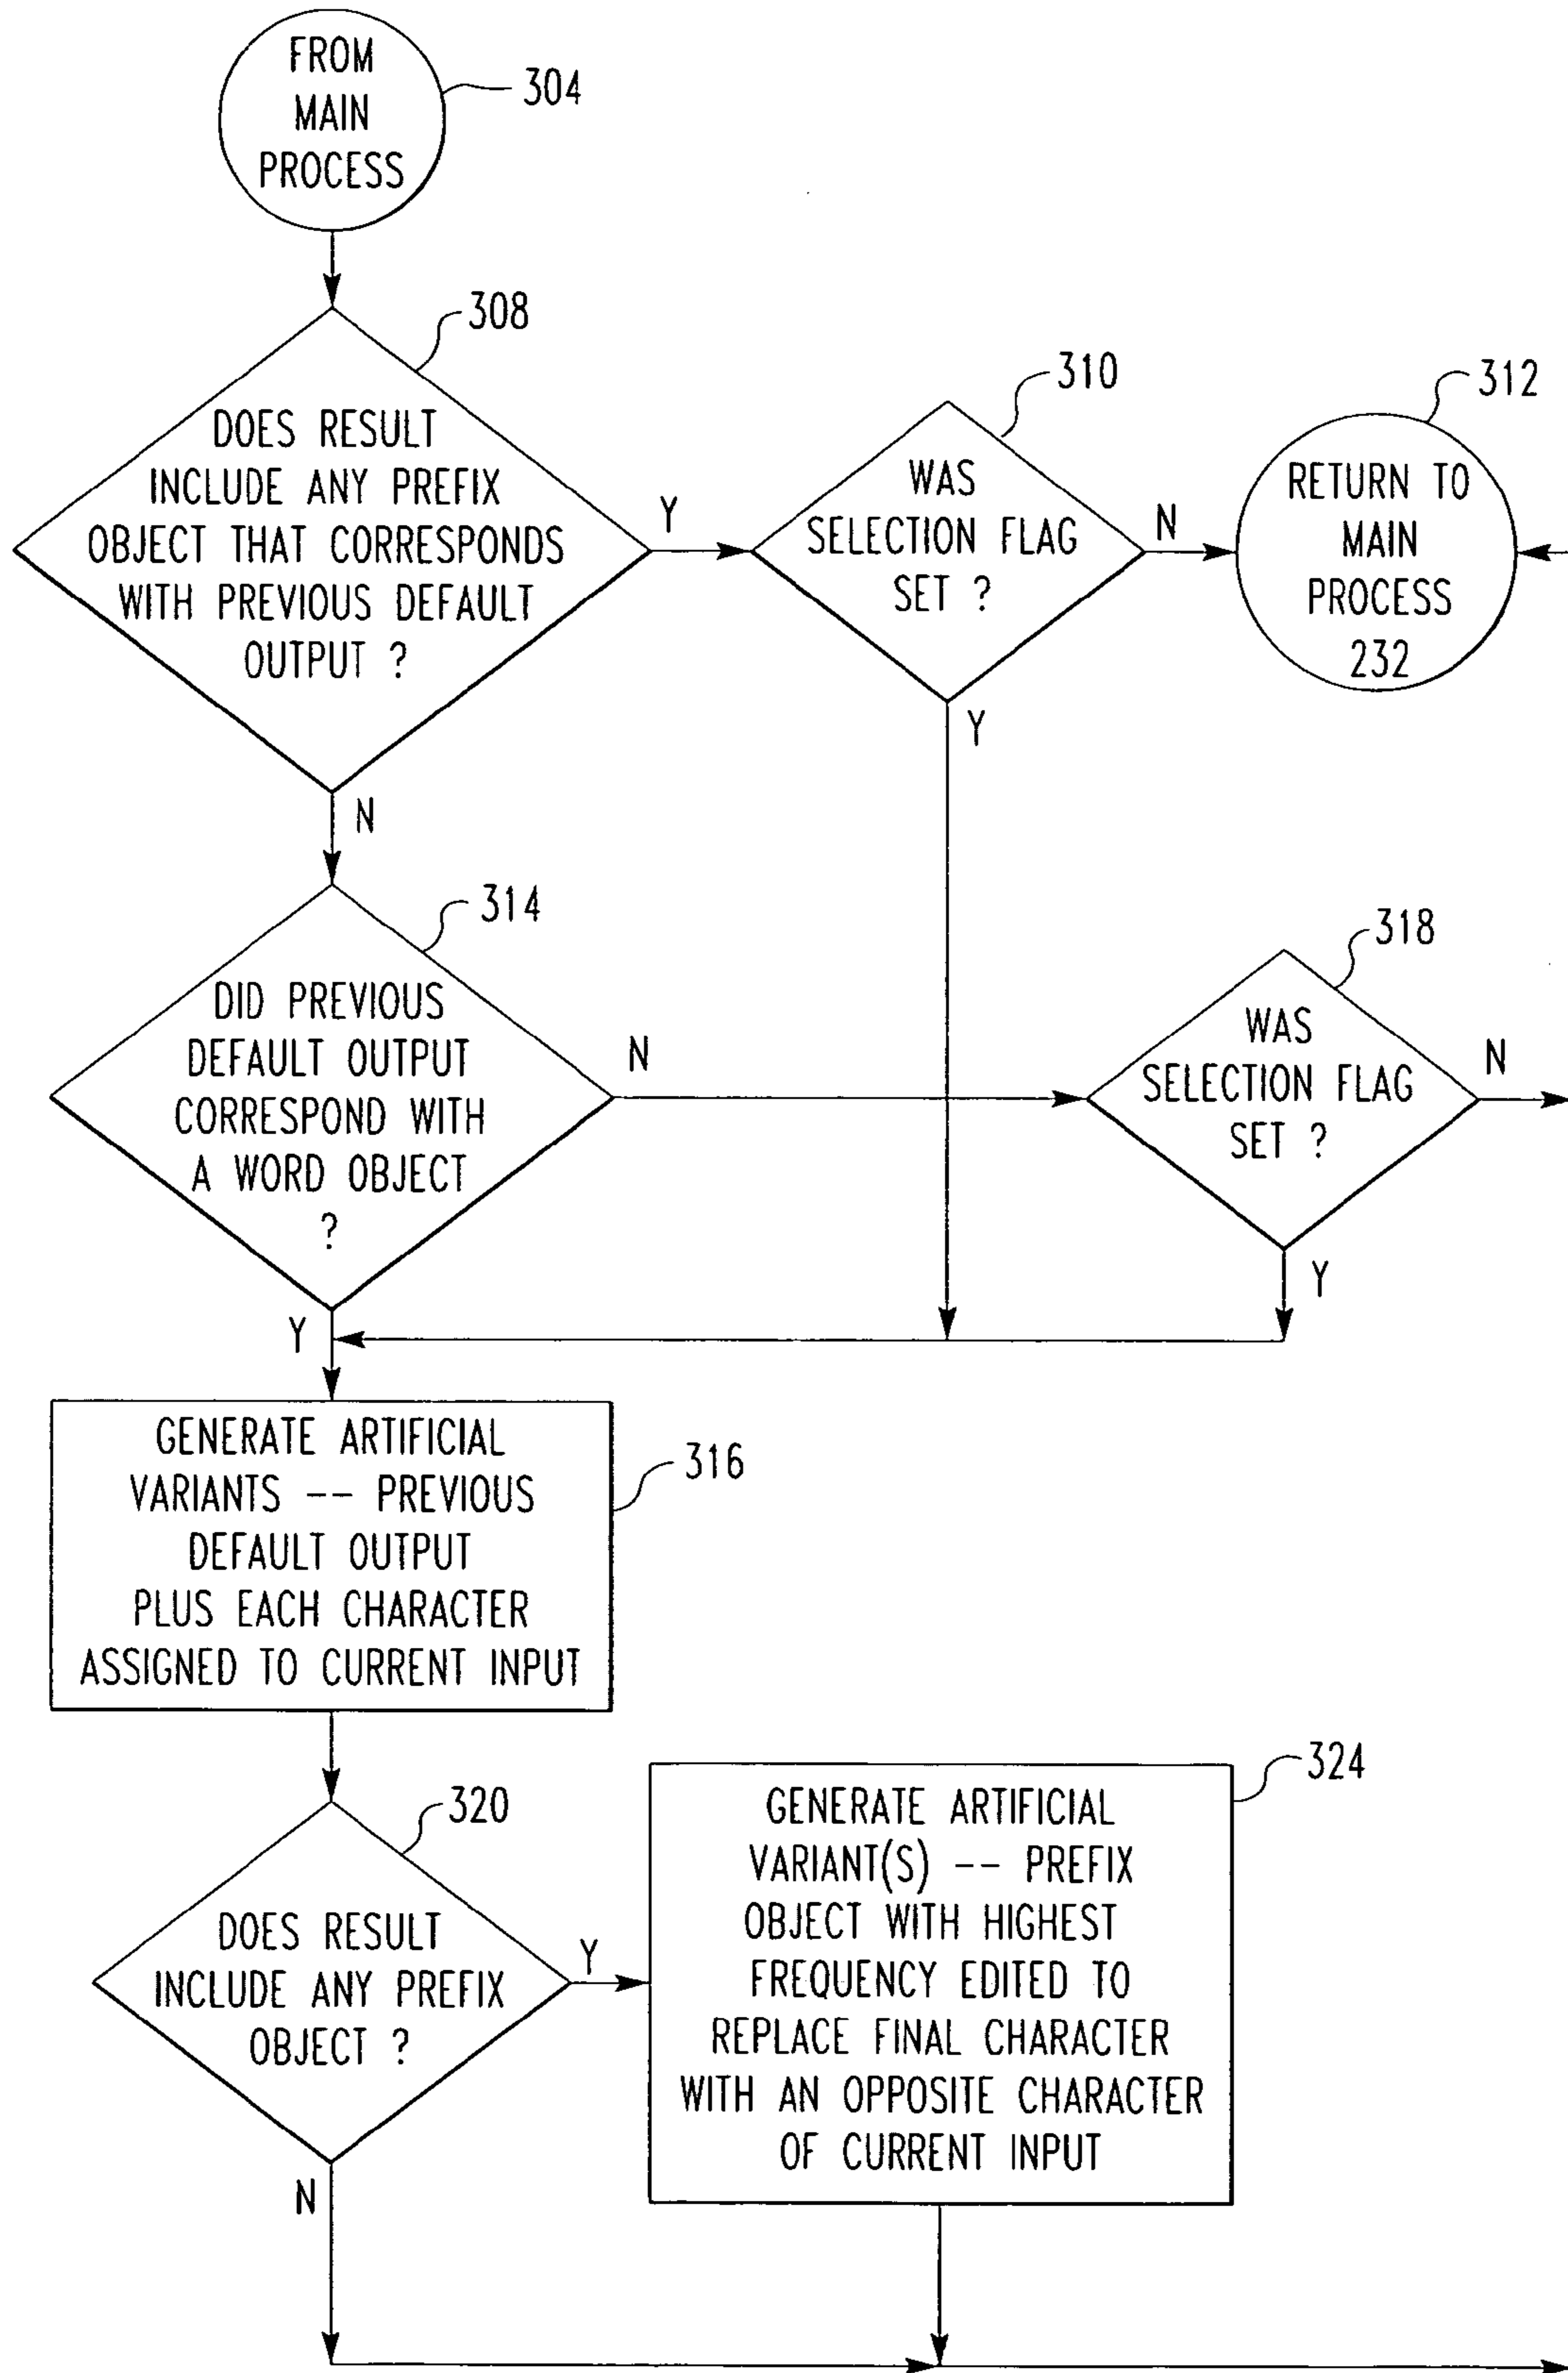 FROM
MAIN
PROCESS
304
308
DOES RESULT
INCLUDE ANY PREFIX
OBJECT THAT CORRESPONDS
WITH PREVIOUS DEFAULT
OUTPUT ?
Y
N
310
WAS
SELECTION FLAG
SET ?
N
Y
312
RETURN TO
MAIN
PROCESS
232
314
DID PREVIOUS
DEFAULT OUTPUT
CORRESPOND WITH
A WORD OBJECT
?
N
Y
318
WAS
SELECTION FLAG
SET ?
N
Y
316
GENERATE ARTIFICIAL
VARIANTS -- PREVIOUS
DEFAULT OUTPUT
PLUS EACH CHARACTER
ASSIGNED TO CURRENT INPUT
320
DOES RESULT
INCLUDE ANY PREFIX
OBJECT ?
Y
N
324
GENERATE ARTIFICIAL
VARIANT(S) -- PREFIX
OBJECT WITH HIGHEST
FREQUENCY EDITED TO
REPLACE FINAL CHARACTER
WITH AN OPPOSITE CHARACTER
OF CURRENT INPUT